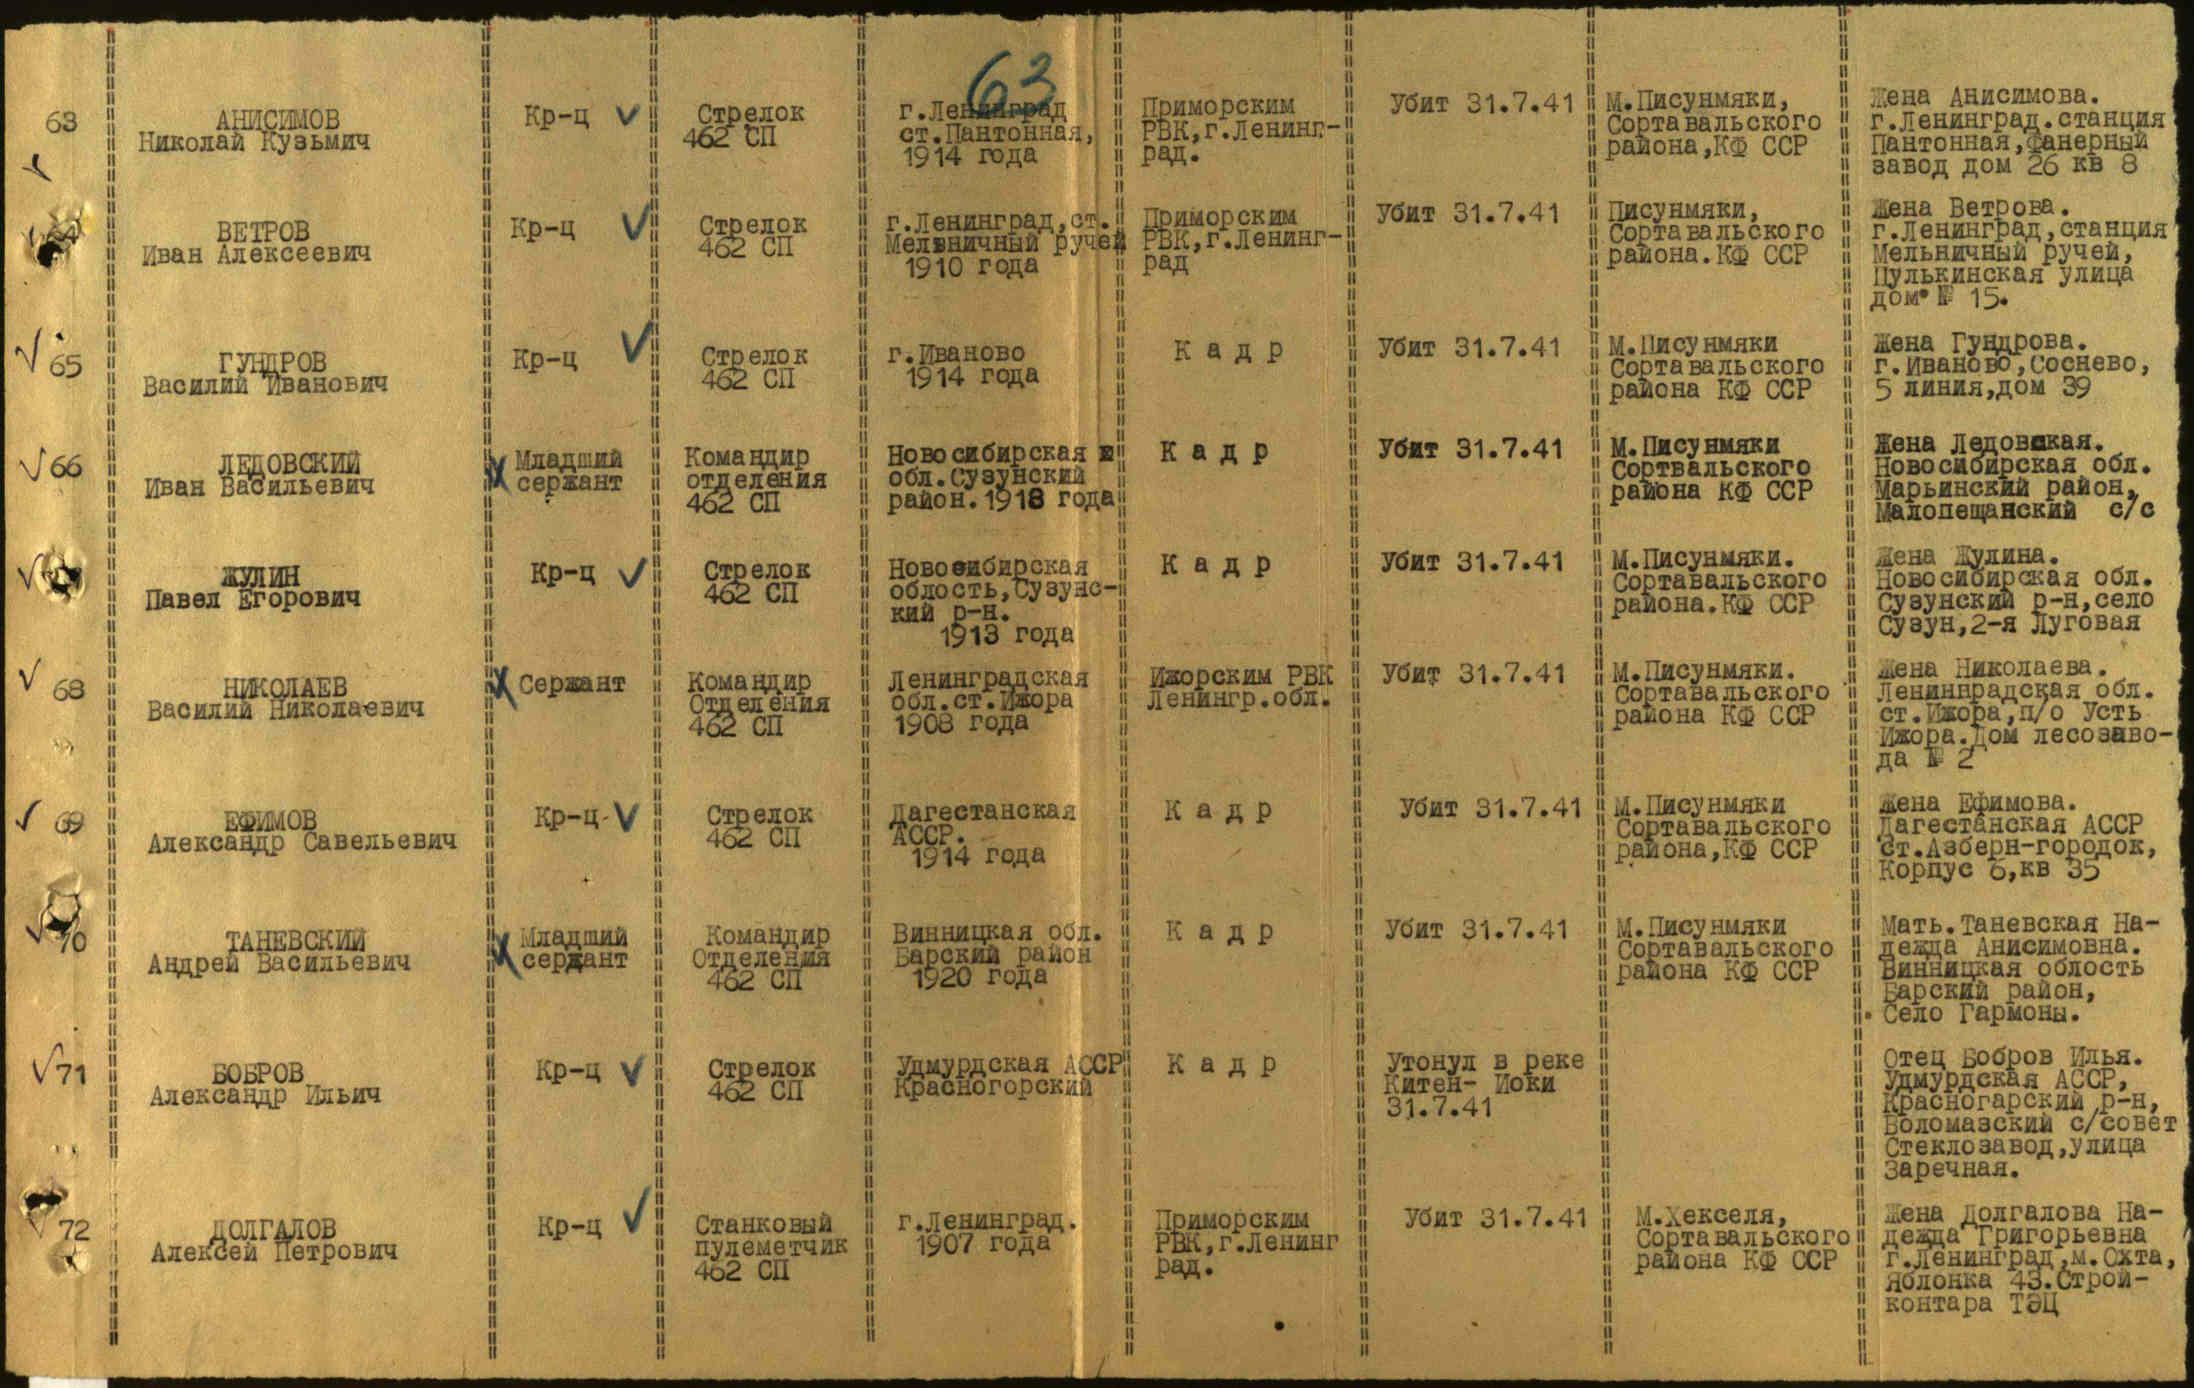 63
63
АНИСИМОВ
Николай Кузьмич
Кр-ц
Стрелок
462 СП
г.Ленинград
ст.Пантонная,
1914 года
Приморским
РВК,г.Ленинг-
рад.
Убит 31.7.41
М.Писунмяки,
Сортавальского
района,КФ ССР
Жена Анисимова.
г.Ленинград.станция
Пантонная,фанерный
завод дом 26 кв 8
ВЕТРОВ
Иван Алексеевич
Кр-ц
Стрелок
462 СП
г.Ленинград,ст.
Мельничный ручей
1910 года
Приморским
РВК,г.Ленинг-
рад
Убит 31.7.41
Писунмяки,
Сортавальского
района.КФ ССР
Жена Ветрова.
г.Ленинград,станция
Мельничный ручей,
Пулькинская улица
дом № 15.
65
ГУНДРОВ
Василий Иванович
Кр-ц
Стрелок
462 СП
г.Иваново
1914 года
К а д р
Убит 31.7.41
М.Писунмяки
Сортавальского
района КФ ССР
Жена Гундрова.
г.Иваново,Соснево,
5 линия,дом 39
66
ЛЕДОВСКИЙ
Иван Васильевич
Младший
сержант
Командир
отделения
462 СП
Новосибирская
обл.Сузунский
район.1918 года
К а д р
Убит 31.7.41
М.Писунмяки
Сортвальского
района КФ ССР
Жена Ледовская.
Новосибирская обл.
Марьинский район,
Малопещанский с/с
ЖУЛИН
Павел Егорович
Кр-ц
Стрелок
462 СП
Новосибирская
облость,Сузунс-
кий р-н.
1913 года
К а д р
Убит 31.7.41
М.Писунмяки.
Сортавальского
района.КФ ССР
Жена Жулина.
Новосибирская обл.
Сузунский р-н,село
Сузун,2-я Луговая
68
НИКОЛАЕВ
Василий Николаевич
Сержант
Командир
Отделения
462 СП
Ленинградская
обл.ст.Ижора
1908 года
Ижорским РВК
Ленингр.обл.
Убит 31.7.41
М.Писунмяки.
Сортавальского
района КФ ССР
Жена Николаева.
Лениннрадская обл.
ст.Ижора,п/о Усть
Ижора.Дом лесозаво-
да № 2
69
ЕФИМОВ
Александр Савельевич
Кр-ц
Стрелок
462 СП
Дагестанская
АССР.
1914 года
К а д р
Убит 31.7.41
М.Писунмяки
Сортавальского
района,КФ ССР
Жена Ефимова.
Дагестанская АССР
ст.Азберн-городок,
Корпус 6,кв 35
70
ТАНЕВСКИЙ
Андрей Васильевич
Младший
сержант
Командир
Отделения
462 СП
Винницкая обл.
Барский район
1920 года
К а д р
Убит 31.7.41
М.Писунмяки
Сортавальского
района КФ ССР
Мать.Таневская На-
дежда Анисимовна.
Винницкая облость
Барский район,
Село Гармоны.
71
БОБРОВ
Александр Ильич
Кр-ц
Стрелок
462 СП
Удмурдская АССР
Красногорский
К а д р
Утонул в реке
Китен- Иоки
31.7.41
Отец Бобров Илья.
Удмурдская АССР,
Красногарский р-н,
Воломазский с/совет
Стеклозавод,улица
Заречная.
72
ДОЛГАЛОВ
Алексей Петрович
Кр-ц
Станковый
пулеметчик
462 СП
г.Ленинград.
1907 года
Приморским
РВК,г.Ленинг
рад.
Убит 31.7.41
М.Хекселя,
Сортавальского
района КФ ССР
Жена Долгалова На-
дежда Григорьевна
г.Ленинград,м.Охта,
Яблонка 43.Строй-
контара ТЭЦ